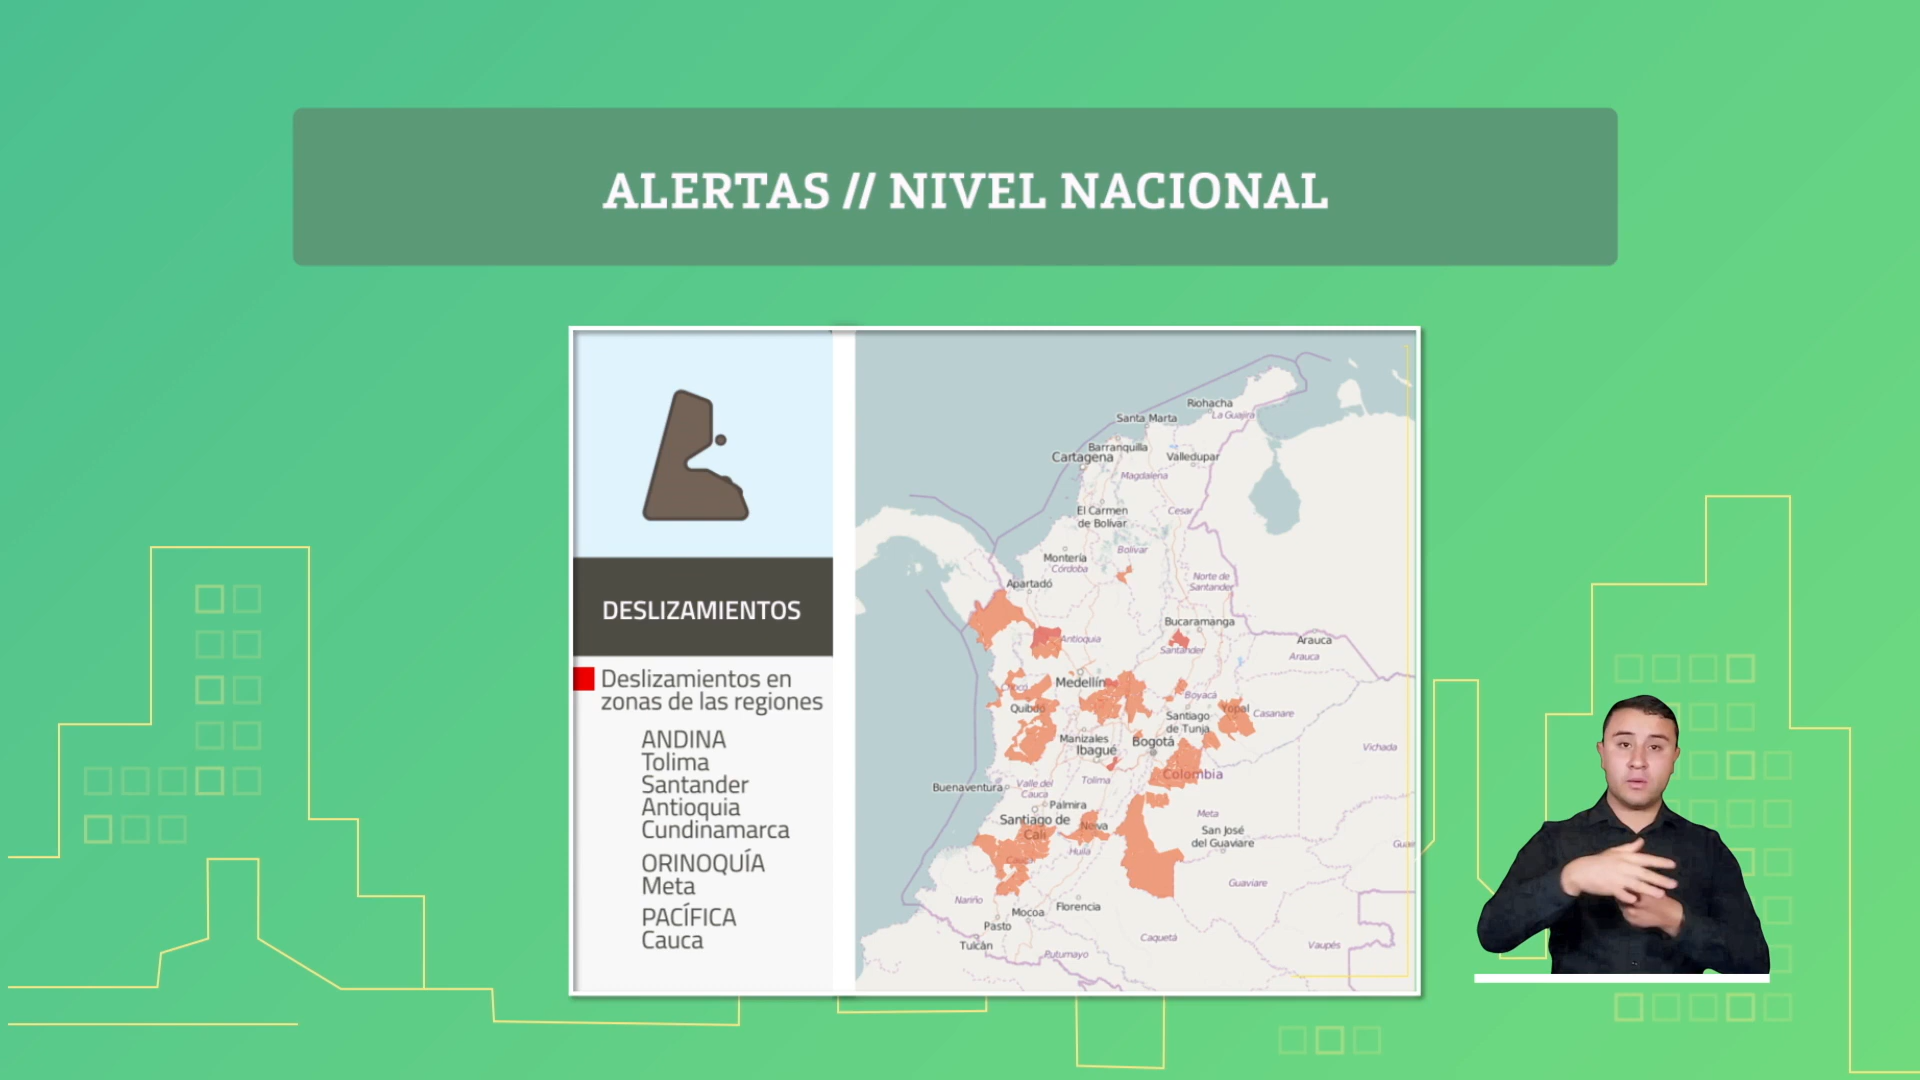 ALERTAS // NIVEL NACIONAL
DESLIZAMIENTOS
Deslizamientos en
zonas de las regiones
ANDINA
Tolima
Santander
Antioquia
Cundinamarca
ORINOQUÍA
Meta
PACÍFICA
Cauca
Riohacha
La Guajira
Santa Marta
Barranquilla
Cartagena
Valledupar
Magdalena
El Carmen
de Bolívar
Cesar
Bolívar
Montería
Córdoba
Apartadó
Norte de
Santander
Bucaramanga
Antioquia
Santander
Arauca
Arauca
Medellín
Chocó
Quibdó
Boyacá
Yopal
Casanare
Santiago
de Tunja
Manizales
Ibagué
Bogotá
Vichada
Colombia
Tolima
Valle del
Cauca
Buenaventura
Palmira
Santiago de
Cali
Neiva
Meta
San José
del Guaviare
Huila
Cauca
Guaviare
Nariño
Mocoa
Florencia
Pasto
Tulcán
Caquetá
Vaupés
Putumayo